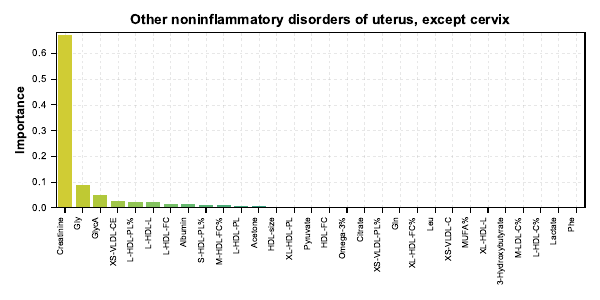 Other noninflammatory disorders of uterus, except cervix
Importance
0.6
0.5
0.4
0.3
0.2
0.1
0.0
Creatinine
Gly
GlycA
XS-VLDL-CE
L-HDL-PL%
L-HDL-L
L-HDL-FC
Albumin
S-HDL-PL%
M-HDL-FC%
L-HDL-PL
Acetone
HDL-size
XL-HDL-PL
Pyruvate
HDL-FC
Omega-3%
Citrate
XS-VLDL-PL%
Gln
XL-HDL-FC%
Leu
XS-VLDL-C
MUFA%
XL-HDL-L
3-Hydroxybutyrate
M-LDL-C%
L-HDL-C%
Lactate
Phe